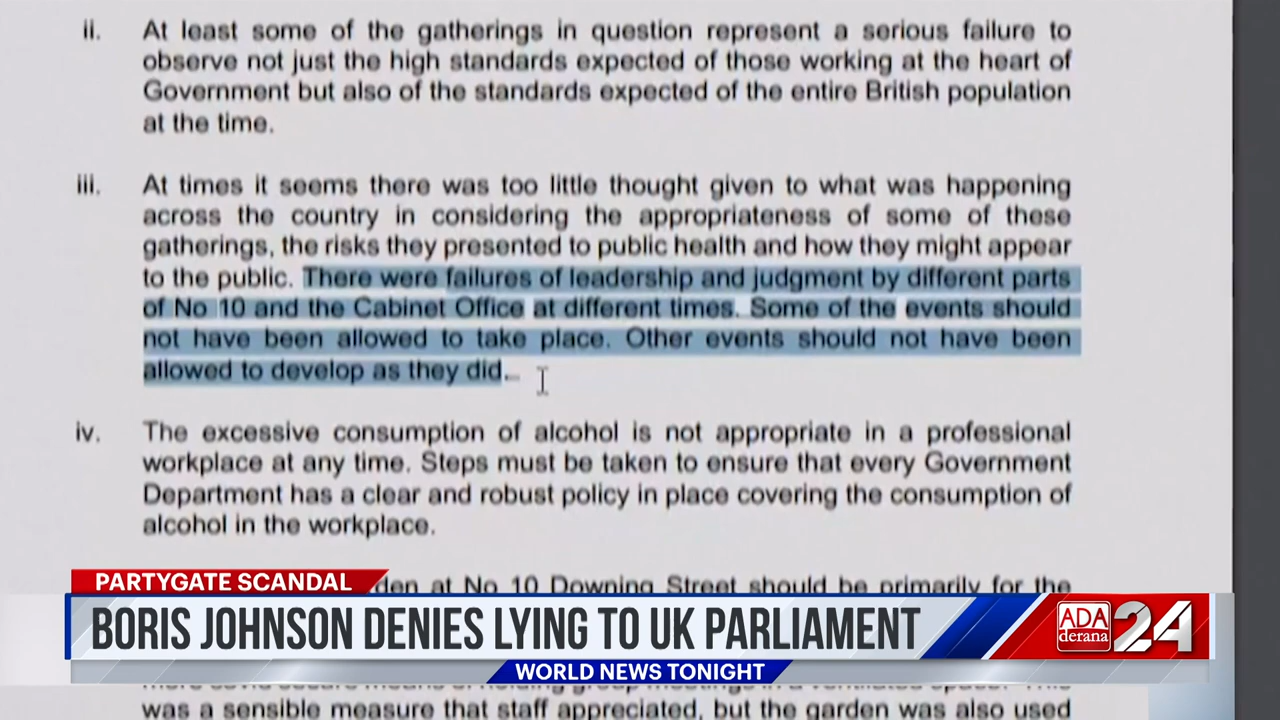 ii. At least some of the gatherings in question represent a serious failure to
observe not just the high standards expected of those working at the heart of
Government but also of the standards expected of the entire British population
at the time.
iii. At times it seems there was too little thought given to what was happening
across the country in considering the appropriateness of some of these
gatherings, the risks they presented to public health and how they might appear
to the public. There were failures of leadership and judgment by different parts
of No 10 and the Cabinet Office at different times. Some of the events should
not have been allowed to take place. Other events should not have been
allowed to develop as they did.
iv. The excessive consumption of alcohol is not appropriate in a professional
workplace at any time. Steps must be taken to ensure that every Government
Department has a clear and robust policy in place covering the consumption of
alcohol in the workplace.
at No 10 Downing Street should be primarily for the
PARTYGATE SCANDAL
BORIS JOHNSON DENIES LYING TO UK PARLIAMENT
ADA
derana
24
WORLD NEWS TONIGHT
was a sensible measure that staff appreciated, but the garden was also used